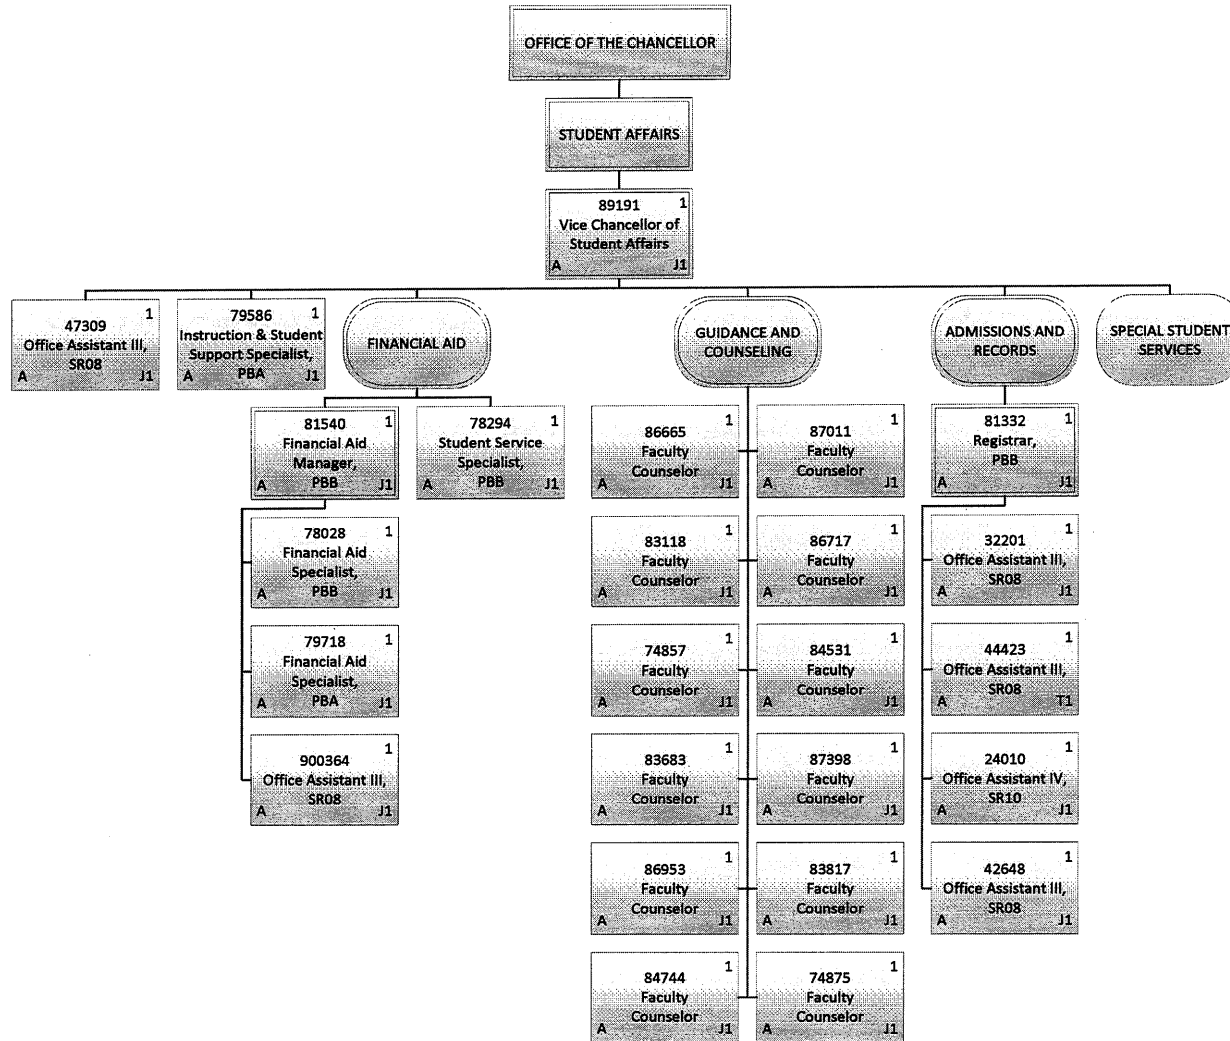 OFFICE OF THE CHANCELLOR
STUDENT AFFAIRS
89191 1
Vice Chancellor of
Student Affairs
A J1
47309 1
Office Assistant III,
SR08
A J1
79586 1
Instruction & Student
Support Specialist,
PBA
A J1
FINANCIAL AID
GUIDANCE AND
COUNSELING
ADMISSIONS AND
RECORDS
SPECIAL STUDENT
SERVICES
81540 1
Financial Aid
Manager,
PBB
A J1
78294 1
Student Service
Specialist,
PBB
A J1
78028 1
Financial Aid
Specialist,
PBB
A J1
79718 1
Financial Aid
Specialist,
PBA
A J1
900364 1
Office Assistant III,
SR08
A J1
86665 1
Faculty
Counselor
A J1
87011 1
Faculty
Counselor
A J1
83118 1
Faculty
Counselor
A J1
86717 1
Faculty
Counselor
A J1
74857 1
Faculty
Counselor
A J1
84531 1
Faculty
Counselor
A J1
83683 1
Faculty
Counselor
A J1
87398 1
Faculty
Counselor
A J1
86953 1
Faculty
Counselor
A J1
83817 1
Faculty
Counselor
A J1
84744 1
Faculty
Counselor
A J1
74875 1
Faculty
Counselor
A J1
81332 1
Registrar,
PBB
A J1
32201 1
Office Assistant III,
SR08
A J1
44423 1
Office Assistant III,
SR08
A T1
24010 1
Office Assistant IV,
SR10
A J1
42648 1
Office Assistant III,
SR08
A J1